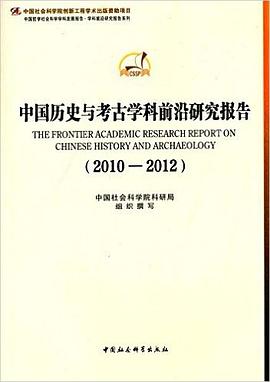 中国社会科学院创新工程学术出版资助项目
中国哲学社会科学学科发展报告·学科前沿研究报告系列
CSSP
中国历史与考古学科前沿研究报告
THE FRONTIER ACADEMIC RESEARCH REPORT ON
CHINESE HISTORY AND ARCHAEOLOGY
(2010—2012)
中国社会科学院科研局
组织撰写
中国社会科学出版社